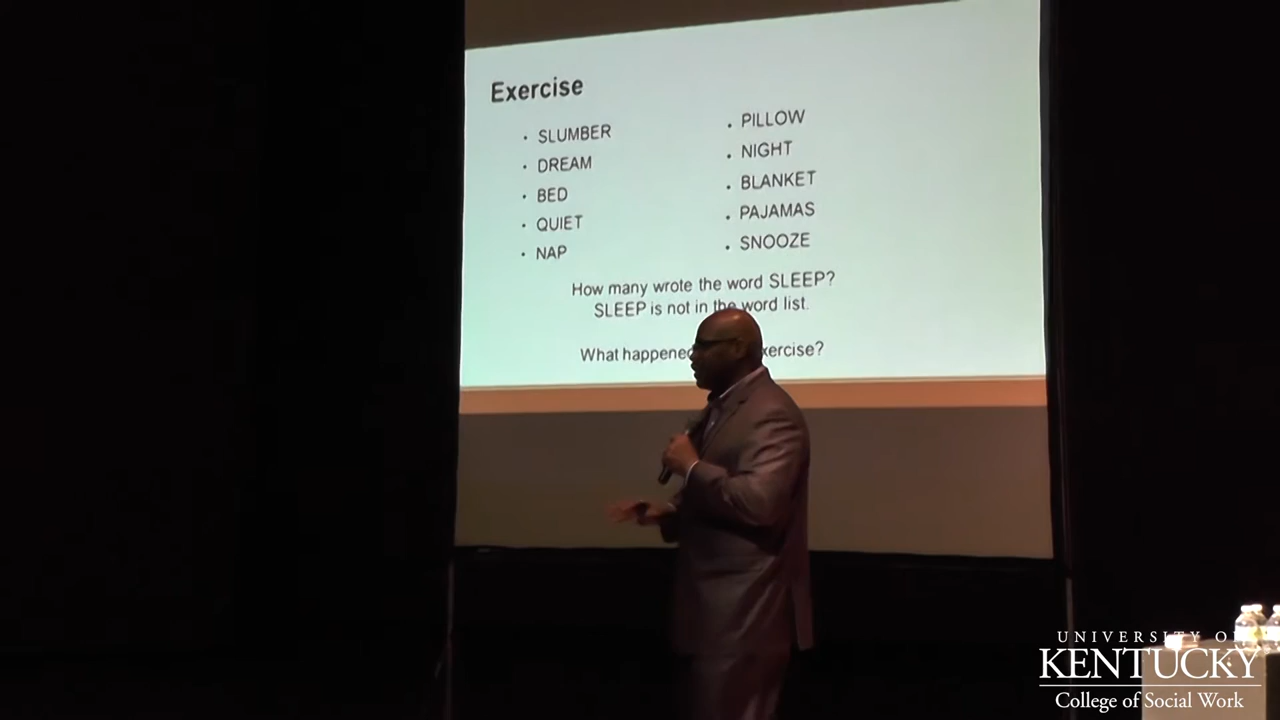 Exercise
SLUMBER
DREAM
BED
QUIET
NAP
PILLOW
NIGHT
BLANKET
PAJAMAS
SNOOZE
How many wrote the word SLEEP?
SLEEP is not in the word list.
What happened xercise?
UNIVERSITY OF
KENTUCKY
College of Social Work